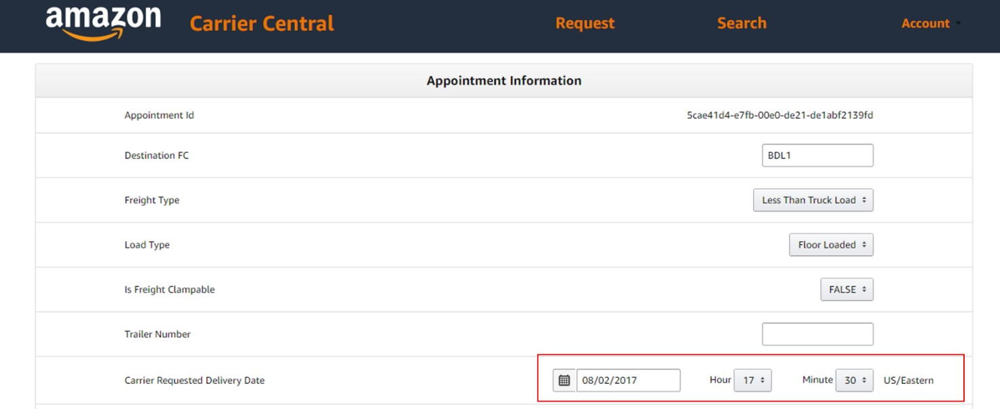 amazon Carrier Central Request Search Account
Appointment Information
Appointment Id 5cae41d4-e7fb-00e0-de21-de1abf2139fd
Destination FC BDL1
Freight Type Less Than Truck Load
Load Type Floor Loaded
Is Freight Clampable FALSE
Trailer Number
Carrier Requested Delivery Date 08/02/2017 Hour 17 Minute 30 US/Eastern